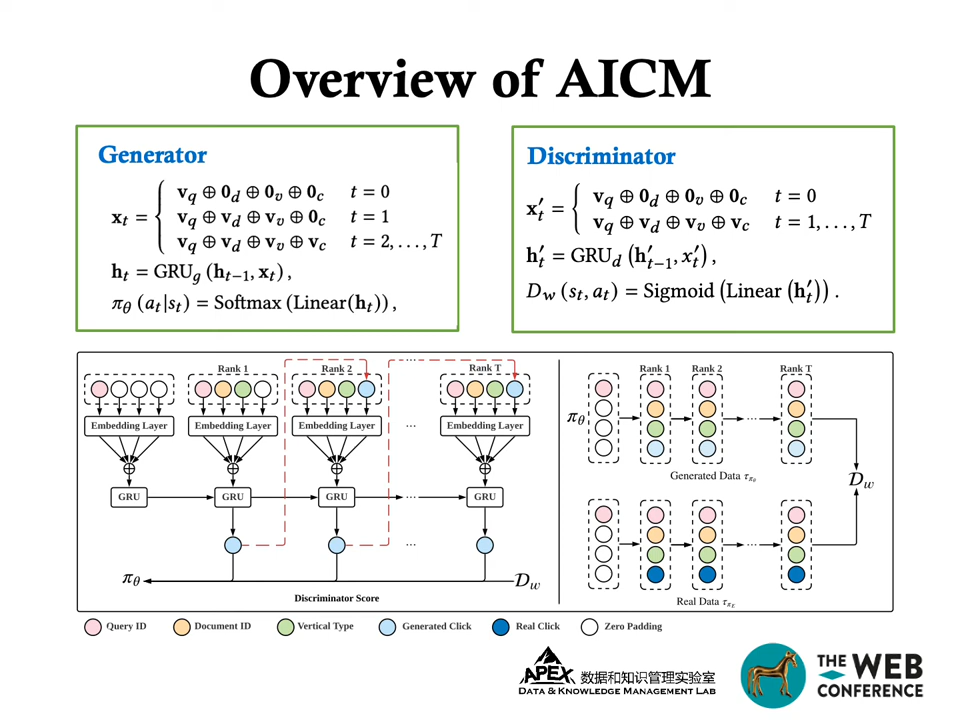 Overview of AICM
Generator
x_t = { v_q ⊕ 0_d ⊕ 0_v ⊕ 0_c   t = 0
v_q ⊕ v_d ⊕ v_v ⊕ 0_c   t = 1
v_q ⊕ v_d ⊕ v_v ⊕ v_c   t = 2, . . . , T
h_t = GRU_g (h_{t−1}, x_t) ,
π_θ (a_t|s_t) = Softmax (Linear(h_t)) ,
Discriminator
x′_t = { v_q ⊕ 0_d ⊕ 0_v ⊕ 0_c   t = 0
v_q ⊕ v_d ⊕ v_v ⊕ v_c   t = 1, . . . , T
h′_t = GRU_d (h′_{t−1}, x′_t) ,
D_w (s_t, a_t) = Sigmoid (Linear (h′_t)) .
Rank 1 Rank 2 ... Rank T
Embedding Layer Embedding Layer Embedding Layer ... Embedding Layer
GRU GRU GRU ... GRU
...
π_θ D_w
Discriminator Score
Rank 1 Rank 2 Rank T
π_θ ...
Generated Data τ_{π_θ}
D_w
...
Real Data τ_{π_E}
Query ID Document ID Vertical Type Generated Click Real Click Zero Padding
APEX 数据和知识管理实验室
DATA & KNOWLEDGE MANAGEMENT LAB
THE WEB
CONFERENCE